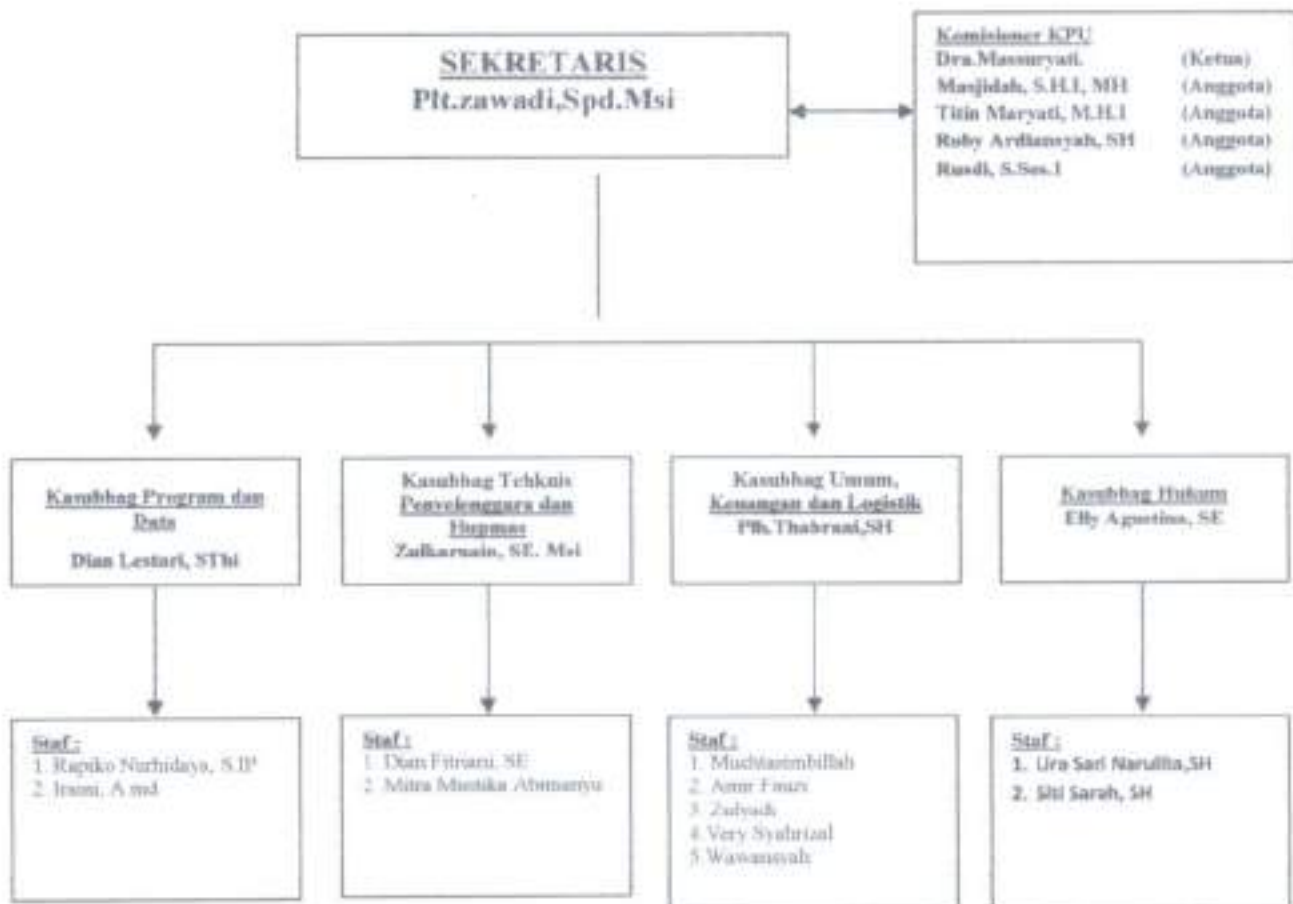 SEKRETARIS
Plt.zawadi,Spd.Msi
Komisioner KPU
Dra.Massuryati. (Ketua)
Masjidah, S.H.I, MH (Anggota)
Titin Maryati, M.H.I (Anggota)
Ruby Ardiansyah, SH (Anggota)
Rusdi, S.Sos.I (Anggota)
Kasubbag Program dan
Data
Dian Lestari, SThi
Kasubbag Tehknis
Penyelenggara dan
Hupmas
Zulkarnain, SE. Msi
Kasubbag Umum,
Keuangan dan Logistik
Plh.Thabrani,SH
Kasubbag Hukum
Elly Agustina, SE
Staf :
1. Rapiko Nurhidaya, S.IP
2. A.md
Staf :
1. Dian Fitriani, SE
2. Mitra Mustika Abimanyu
Staf :
1. Muchtasimbillah
2. Amir Fauzi
3. Zulyadi
4. Very Syahrizal
5. Wawansyah
Staf :
1. Lira Sari Narulita,SH
2. Siti Sarah, SH